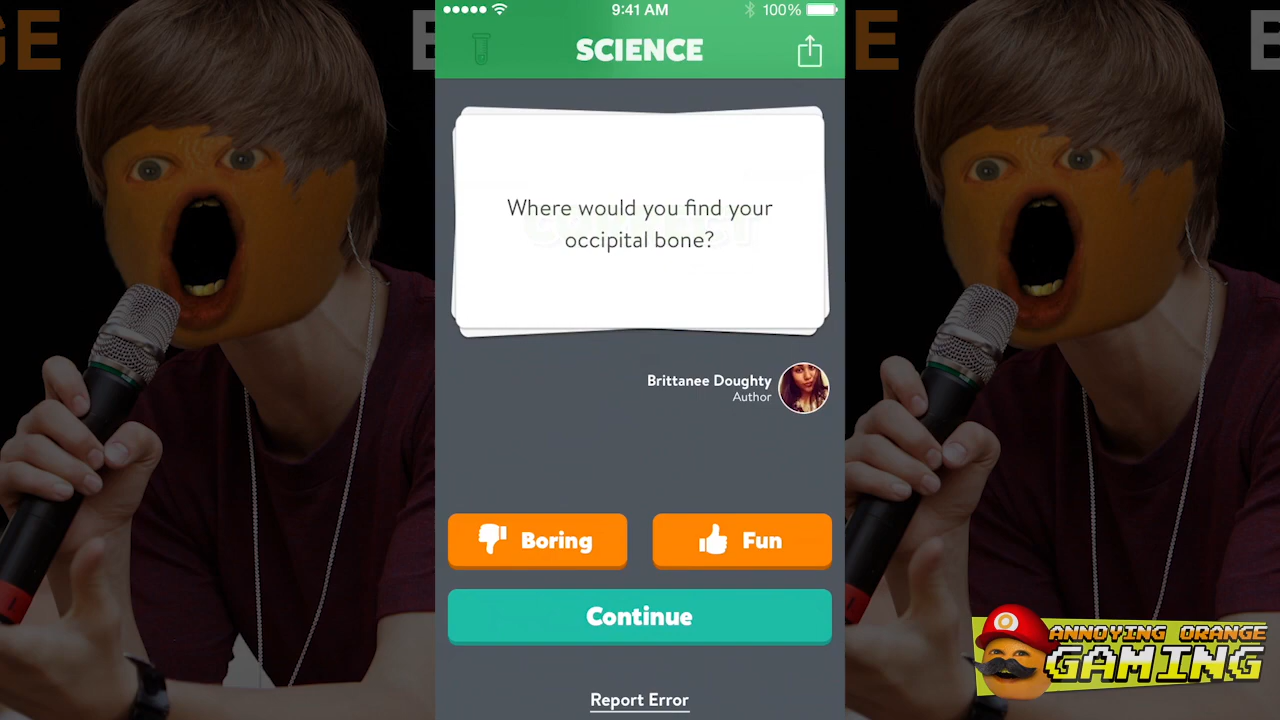 GE
9:41 AM
100%
SCIENCE
Where would you find your
occipital bone?
Brittanee Doughty
Author
Boring
Fun
Continue
Report Error
E
ANNOYING ORANGE
GAMING